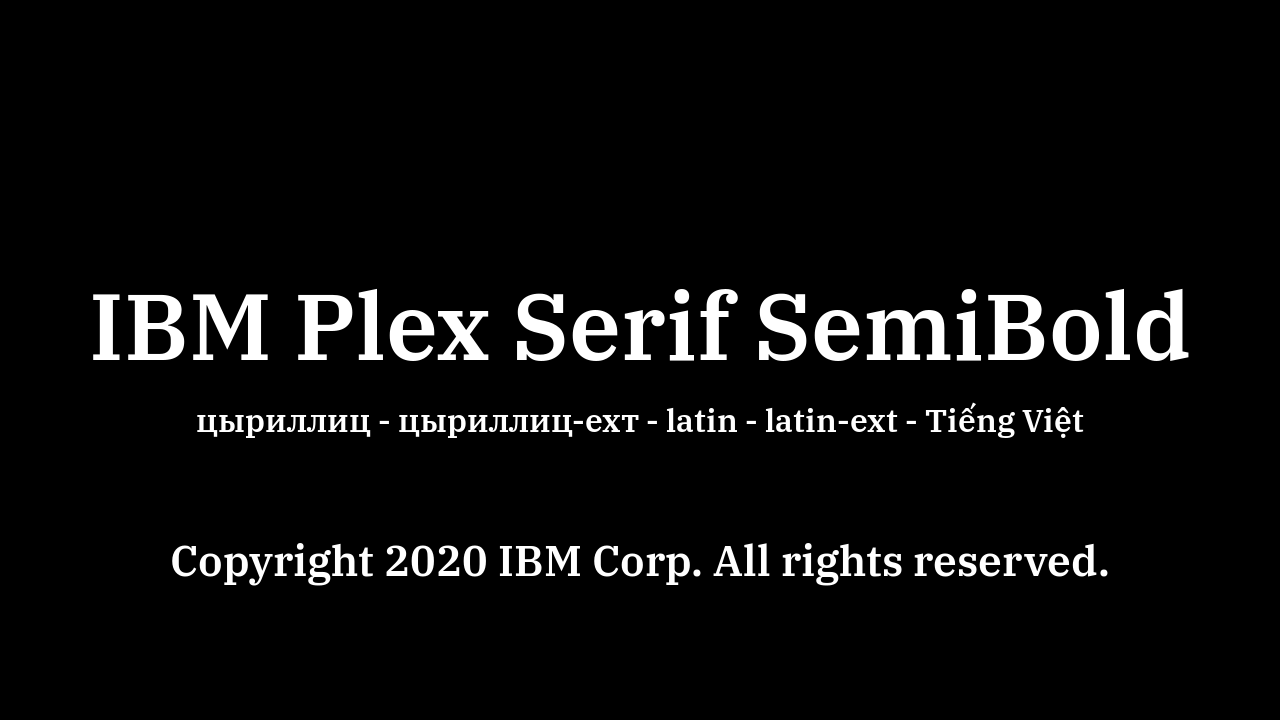 IBM Plex Serif SemiBold
цыриллиц - цыриллиц-ехт - latin - latin-ext - Tiếng Việt
Copyright 2020 IBM Corp. All rights reserved.